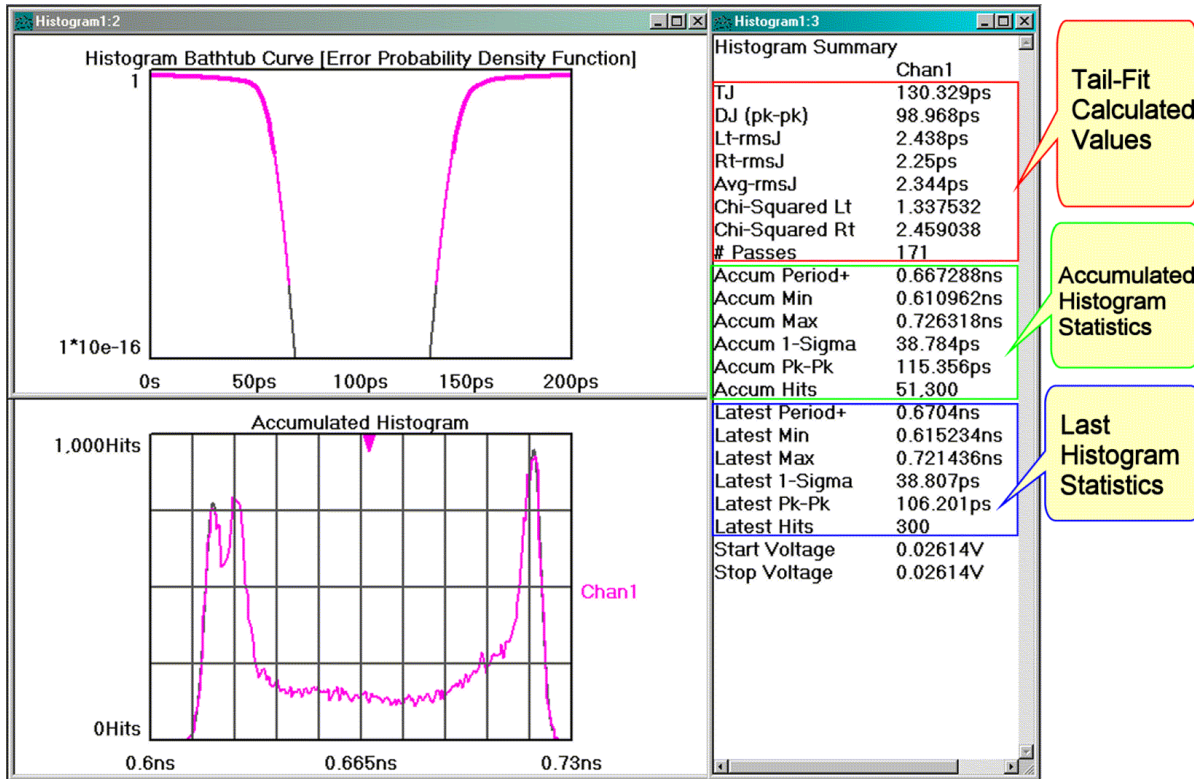 Histogram1:2
Histogram Bathtub Curve [Error Probability Density Function]
1
1*10e-16
0s 50ps 100ps 150ps 200ps
Accumulated Histogram
1,000Hits
Chan1
0Hits
0.6ns 0.665ns 0.73ns
Histogram1:3
Histogram Summary
Chan1
TJ 130.329ps
DJ (pk-pk) 98.968ps
Lt-rmsJ 2.438ps
Rt-rmsJ 2.25ps
Avg-rmsJ 2.344ps
Chi-Squared Lt 1.337532
Chi-Squared Rt 2.459038
# Passes 171
Accum Period+ 0.667288ns
Accum Min 0.610962ns
Accum Max 0.726318ns
Accum 1-Sigma 38.784ps
Accum Pk-Pk 115.356ps
Accum Hits 51,300
Latest Period+ 0.6704ns
Latest Min 0.615234ns
Latest Max 0.721436ns
Latest 1-Sigma 38.807ps
Latest Pk-Pk 106.201ps
Latest Hits 300
Start Voltage 0.02614V
Stop Voltage 0.02614V
Tail-Fit
Calculated
Values
Accumulated
Histogram
Statistics
Last
Histogram
Statistics